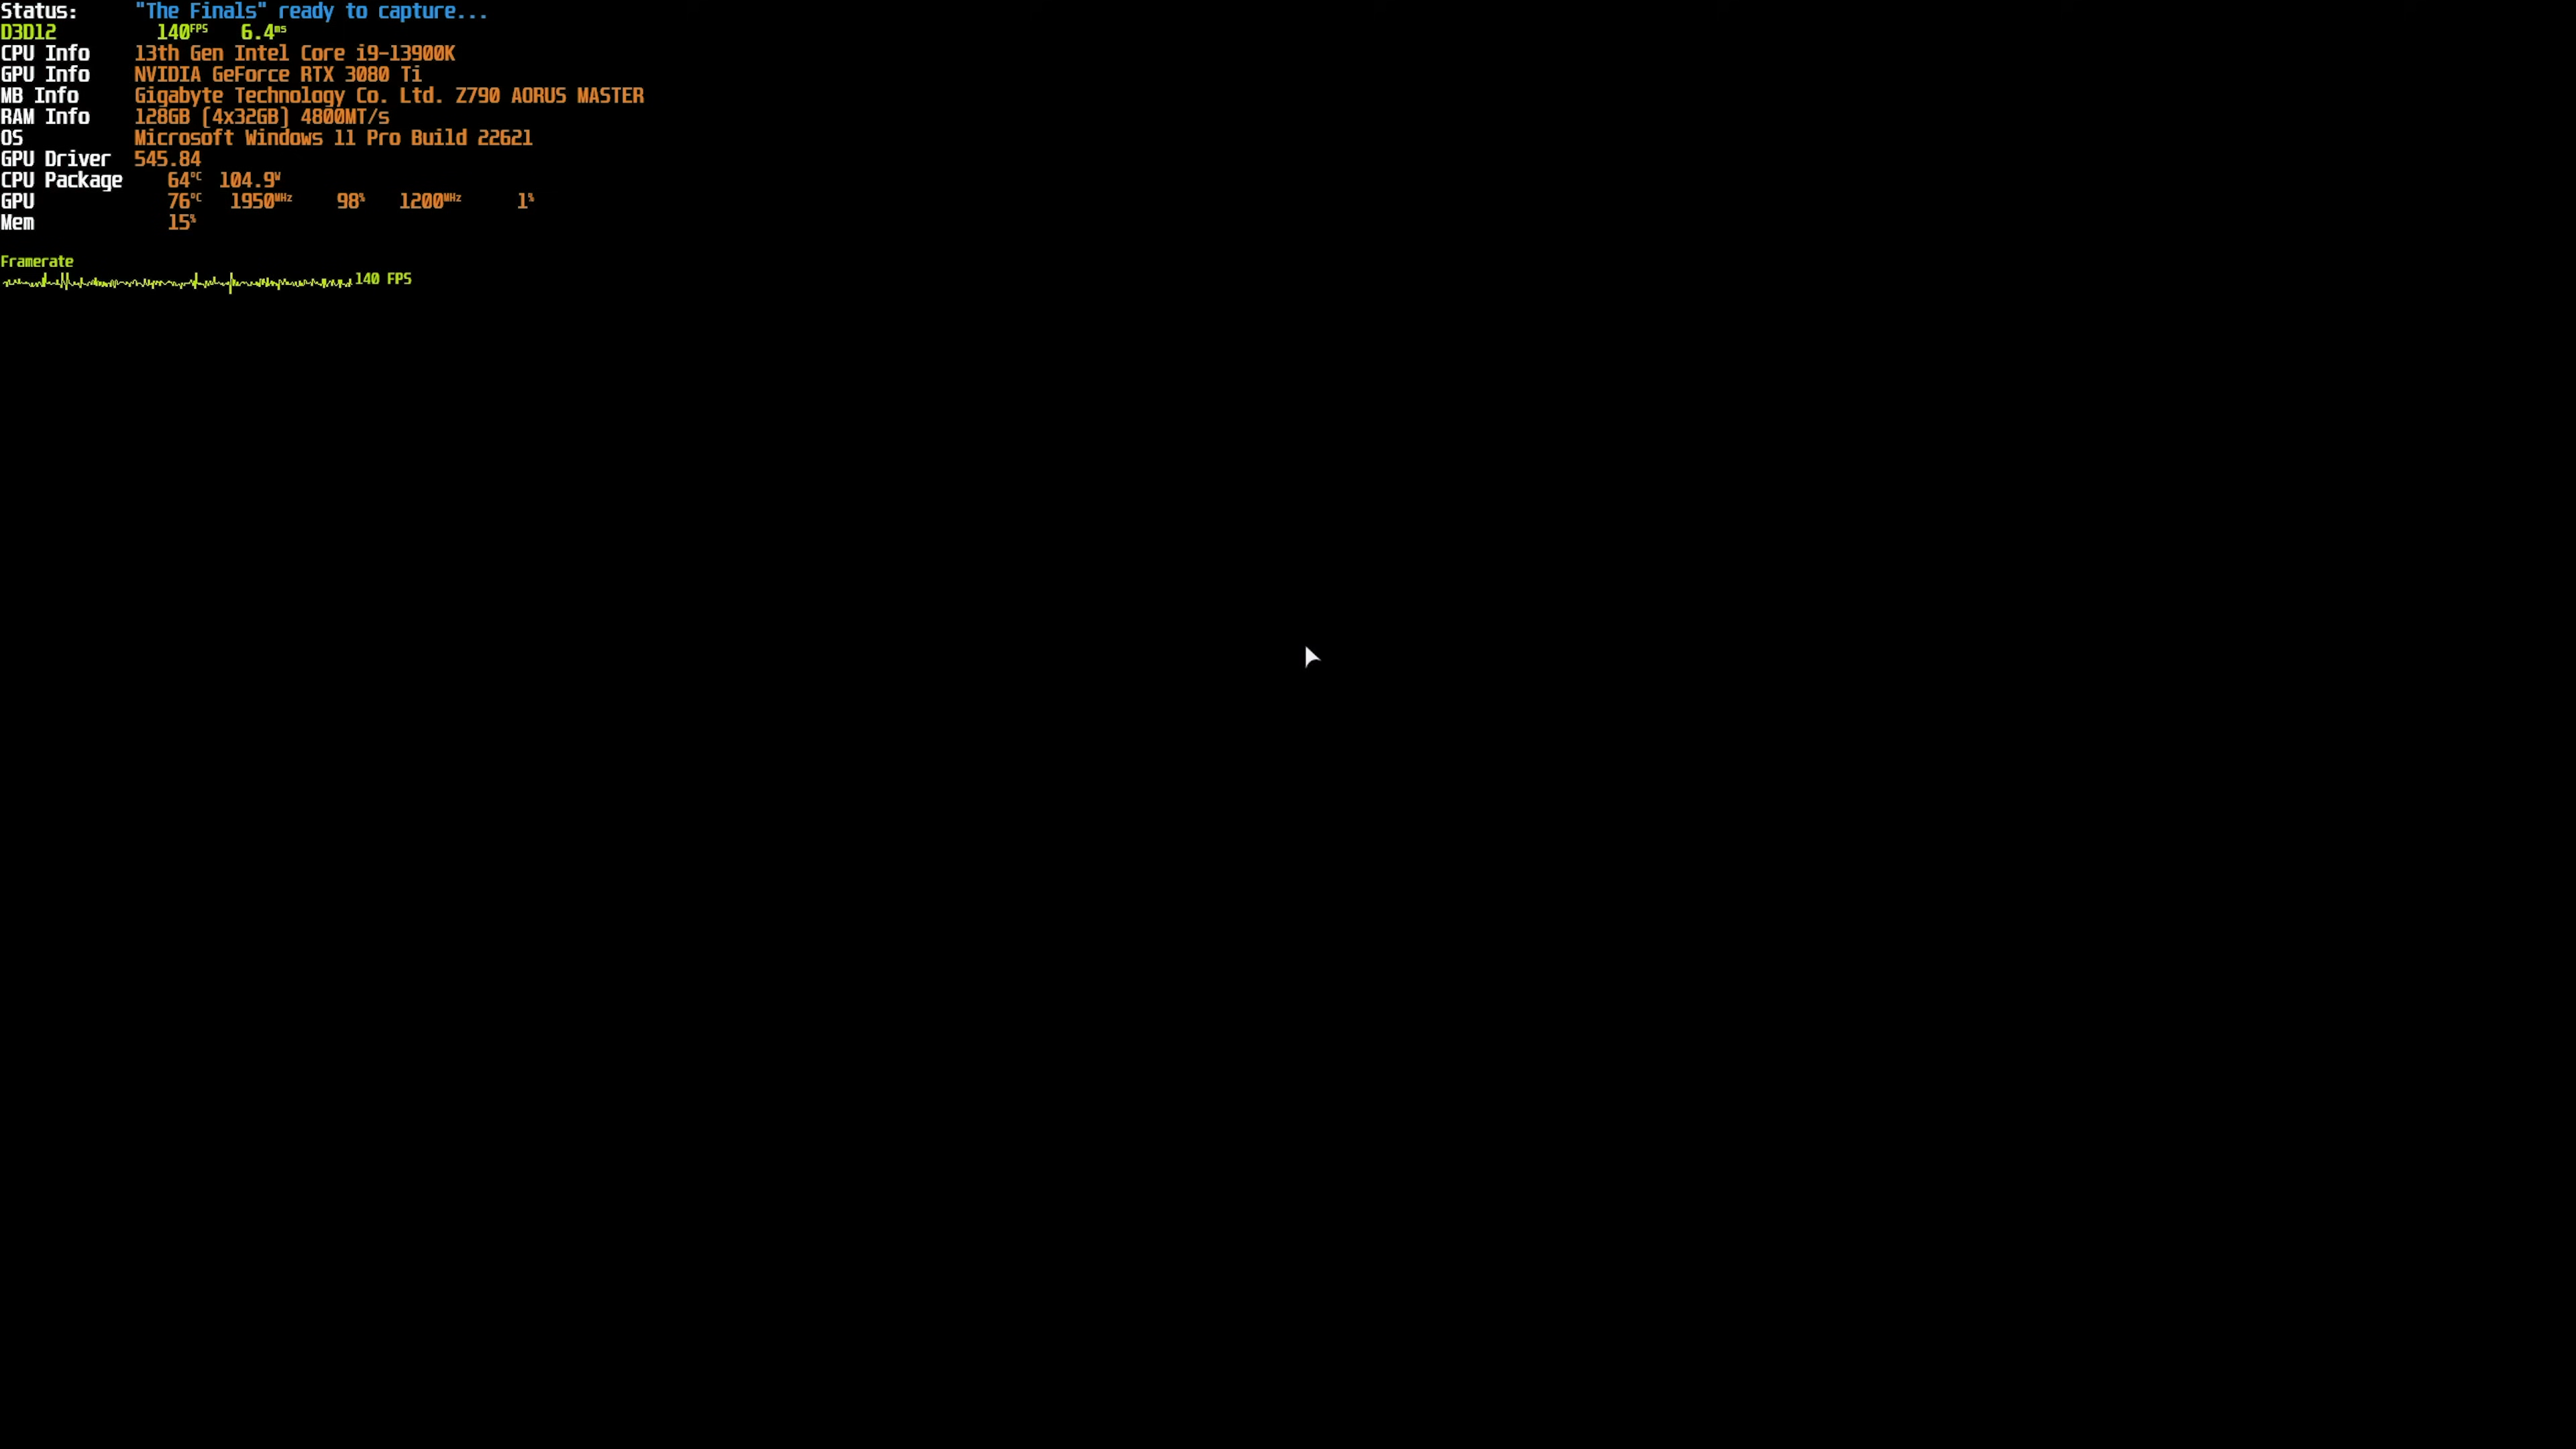 Status: "The Finals" ready to capture...
D3D12 140FPS 6.4ms
CPU Info 13th Gen Intel Core i9-13900K
GPU Info NVIDIA GeForce RTX 3080 Ti
MB Info Gigabyte Technology Co. Ltd. Z790 AORUS MASTER
RAM Info 128GB [4x32GB] 4800MT/s
OS Microsoft Windows 11 Pro Build 22621
GPU Driver 545.84
CPU Package 64°C 104.9W
GPU 76°C 1950MHz 98% 1200MHz 1%
Mem 15%
Framerate
140 FPS